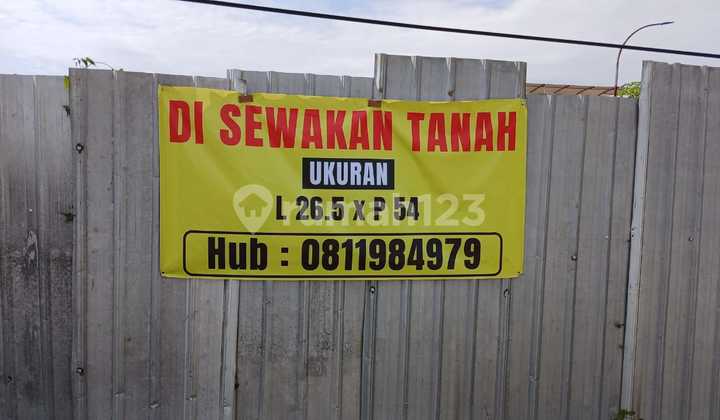 DI SEWAKAN TANAH
UKURAN
L 26.5 x P 54
rumah123
Hub : 0811984979